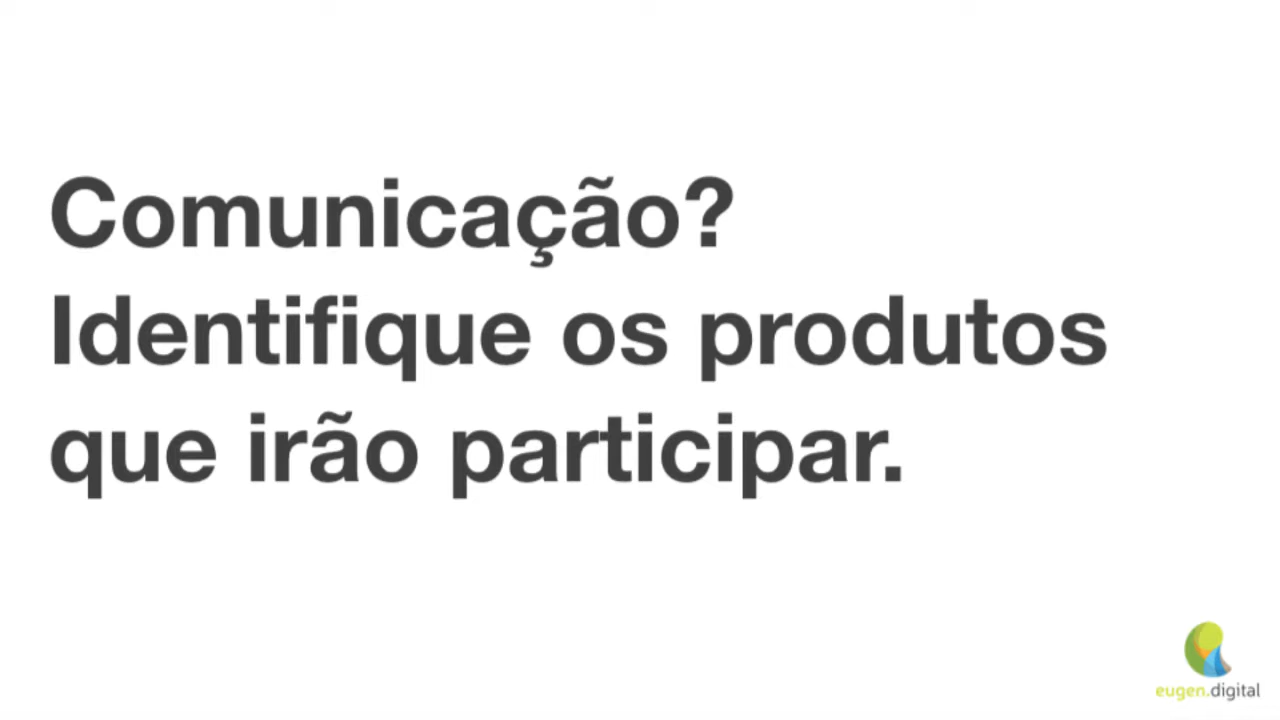 Comunicação?
Identifique os produtos
que irão participar.
eugen.digital